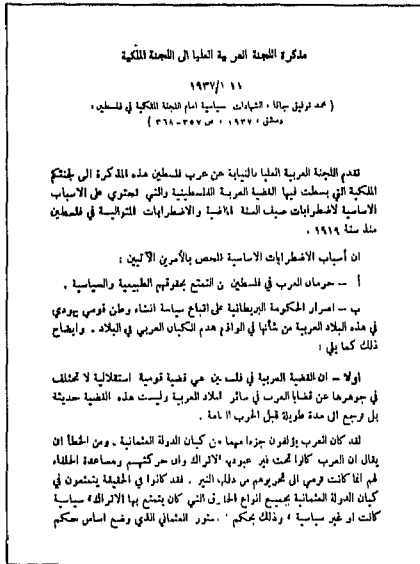 مذكرة اللجنة العربية العليا الى اللجنة الملكية
١١/١/١٩٣٧
( محمد توفيق جانا ، الشهادات سياسية امام اللجنة الملكية في فلسطين ،
دمشق ، ١٩٣٧ ، ص ٣٥٧-٣٦٨ )
تتقدم اللجنة العربية العليا بالنيابة عن عرب فلسطين بهذه المذكرة الى لجنتكم
الملكية التي بسطت فيها القضية العربية الفلسطينية والتي تحتوي على الاسباب
الاساسية لاضطرابات صيف السنة الماضية والاضطرابات المتوالية في فلسطين
منذ سنة ١٩١٩ .
ان أسباب الاضطرابات الاساسية تلخص بالأمرين الآتيين :
أ – حرمان العرب في فلسطين من التمتع بحقوقهم الطبيعية والسياسية .
ب – اصرار الحكومة البريطانية على اتباع سياسة انشاء وطن قومي يهودي
في هذه البلاد العربية من شأنها في الواقع هدم الكيان العربي في البلاد . وايضاح
ذلك كما يلي :
اولا – ان القضية العربية في فلسطين هي قضية قومية استقلالية لا تختلف
في جوهرها عن قضايا العرب في سائر البلاد العربية وليست هذه القضية حديثة
بل ترجع الى مدة طويلة قبل الحرب العامة .
لقد كان العرب يؤلفون جزءا مهما من كيان الدولة العثمانية . ومن الخطأ ان
يقال ان العرب كانوا تحت نير عبودية الاتراك وان حركتهم ومساعدة الحلفاء
لهم انما كانت ترمي الى تحريرهم من ذلك النير . فقد كانوا في الحقيقة يتمتعون في
كيان الدولة العثمانية بجميع انواع الحقوق التي كان يتمتع بها الاتراك ، سياسية
كانت او غير سياسية ، وذلك بحكم الدستور العثماني الذي وضع اساس حكم